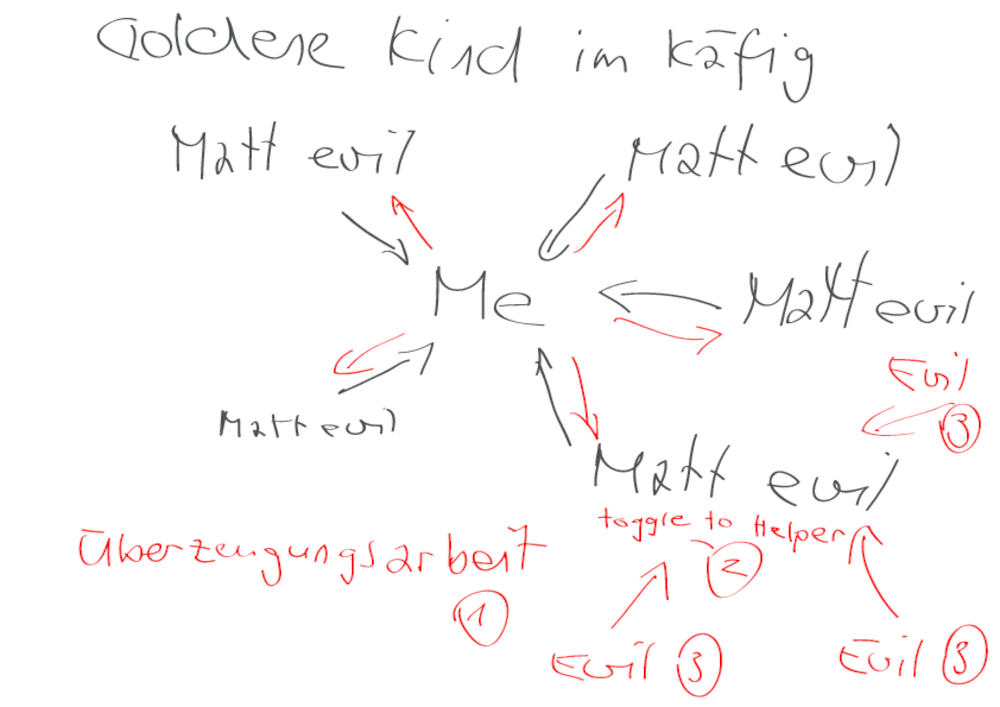 Goldene Kind im Käfig
Matt evil
Matt evil
Me
Matt evil
Matt evil
Evil
3
Matt evil
toggle to Helper
2
Überzeugungsarbeit
1
Evil 3
Evil 3